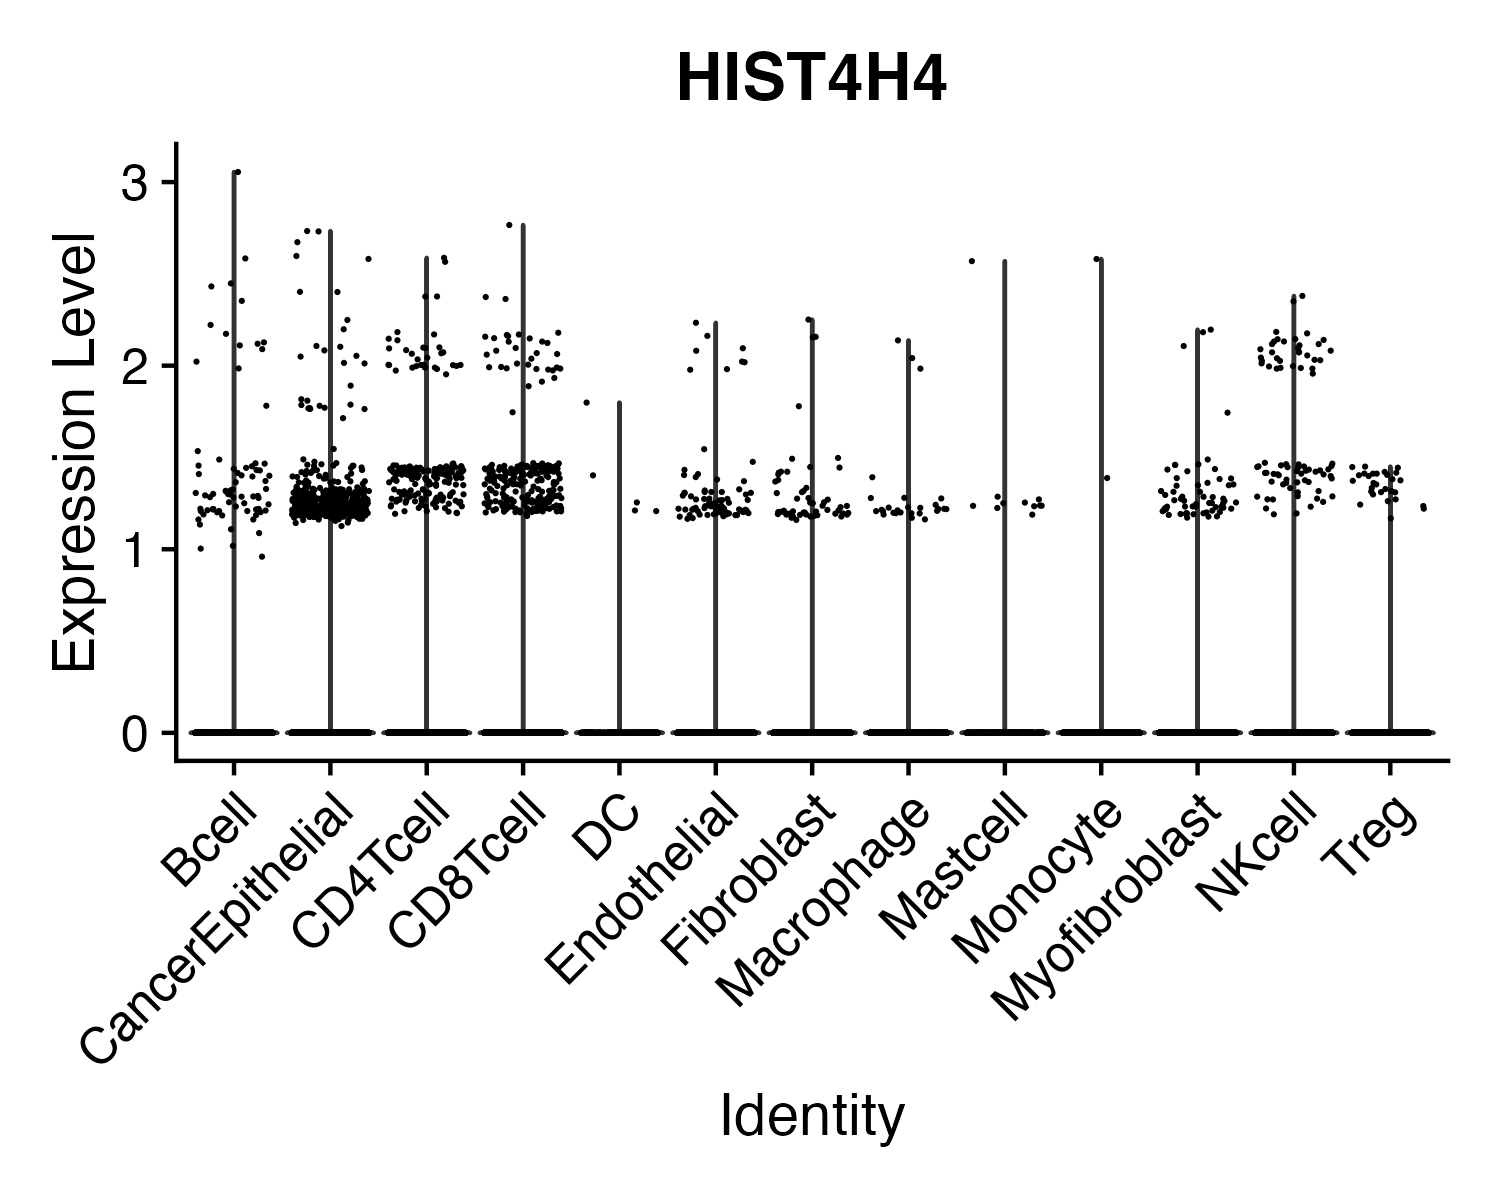 HIST4H4
Expression Level
3
2
1
0
Bcell
CancerEpithelial
CD4Tcell
CD8Tcell
DC
Endothelial
Fibroblast
Macrophage
Mastcell
Monocyte
Myofibroblast
NKcell
Treg
Identity